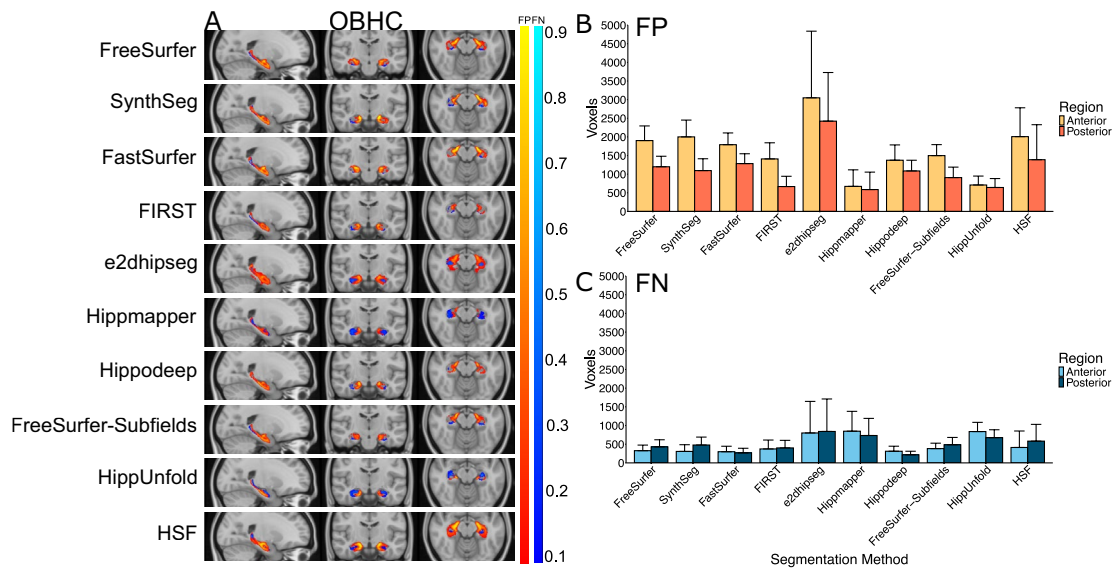 A
OBHC
FreeSurfer
SynthSeg
FastSurfer
FIRST
e2dhipseg
Hippmapper
Hippodeep
FreeSurfer-Subfields
HippUnfold
HSF
FP FN
0.9
0.8
0.7
0.6
0.5
0.4
0.3
0.2
0.1
B FP
Voxels
5000
4500
4000
3500
3000
2500
2000
1500
1000
500
0
FreeSurfer
SynthSeg
FastSurfer
FIRST
e2dhipseg
Hippmapper
Hippodeep
FreeSurfer-Subfields
HippUnfold
HSF
Region
Anterior
Posterior
C FN
Voxels
5000
4500
4000
3500
3000
2500
2000
1500
1000
500
0
FreeSurfer
SynthSeg
FastSurfer
FIRST
e2dhipseg
Hippmapper
Hippodeep
FreeSurfer-Subfields
HippUnfold
HSF
Segmentation Method
Region
Anterior
Posterior